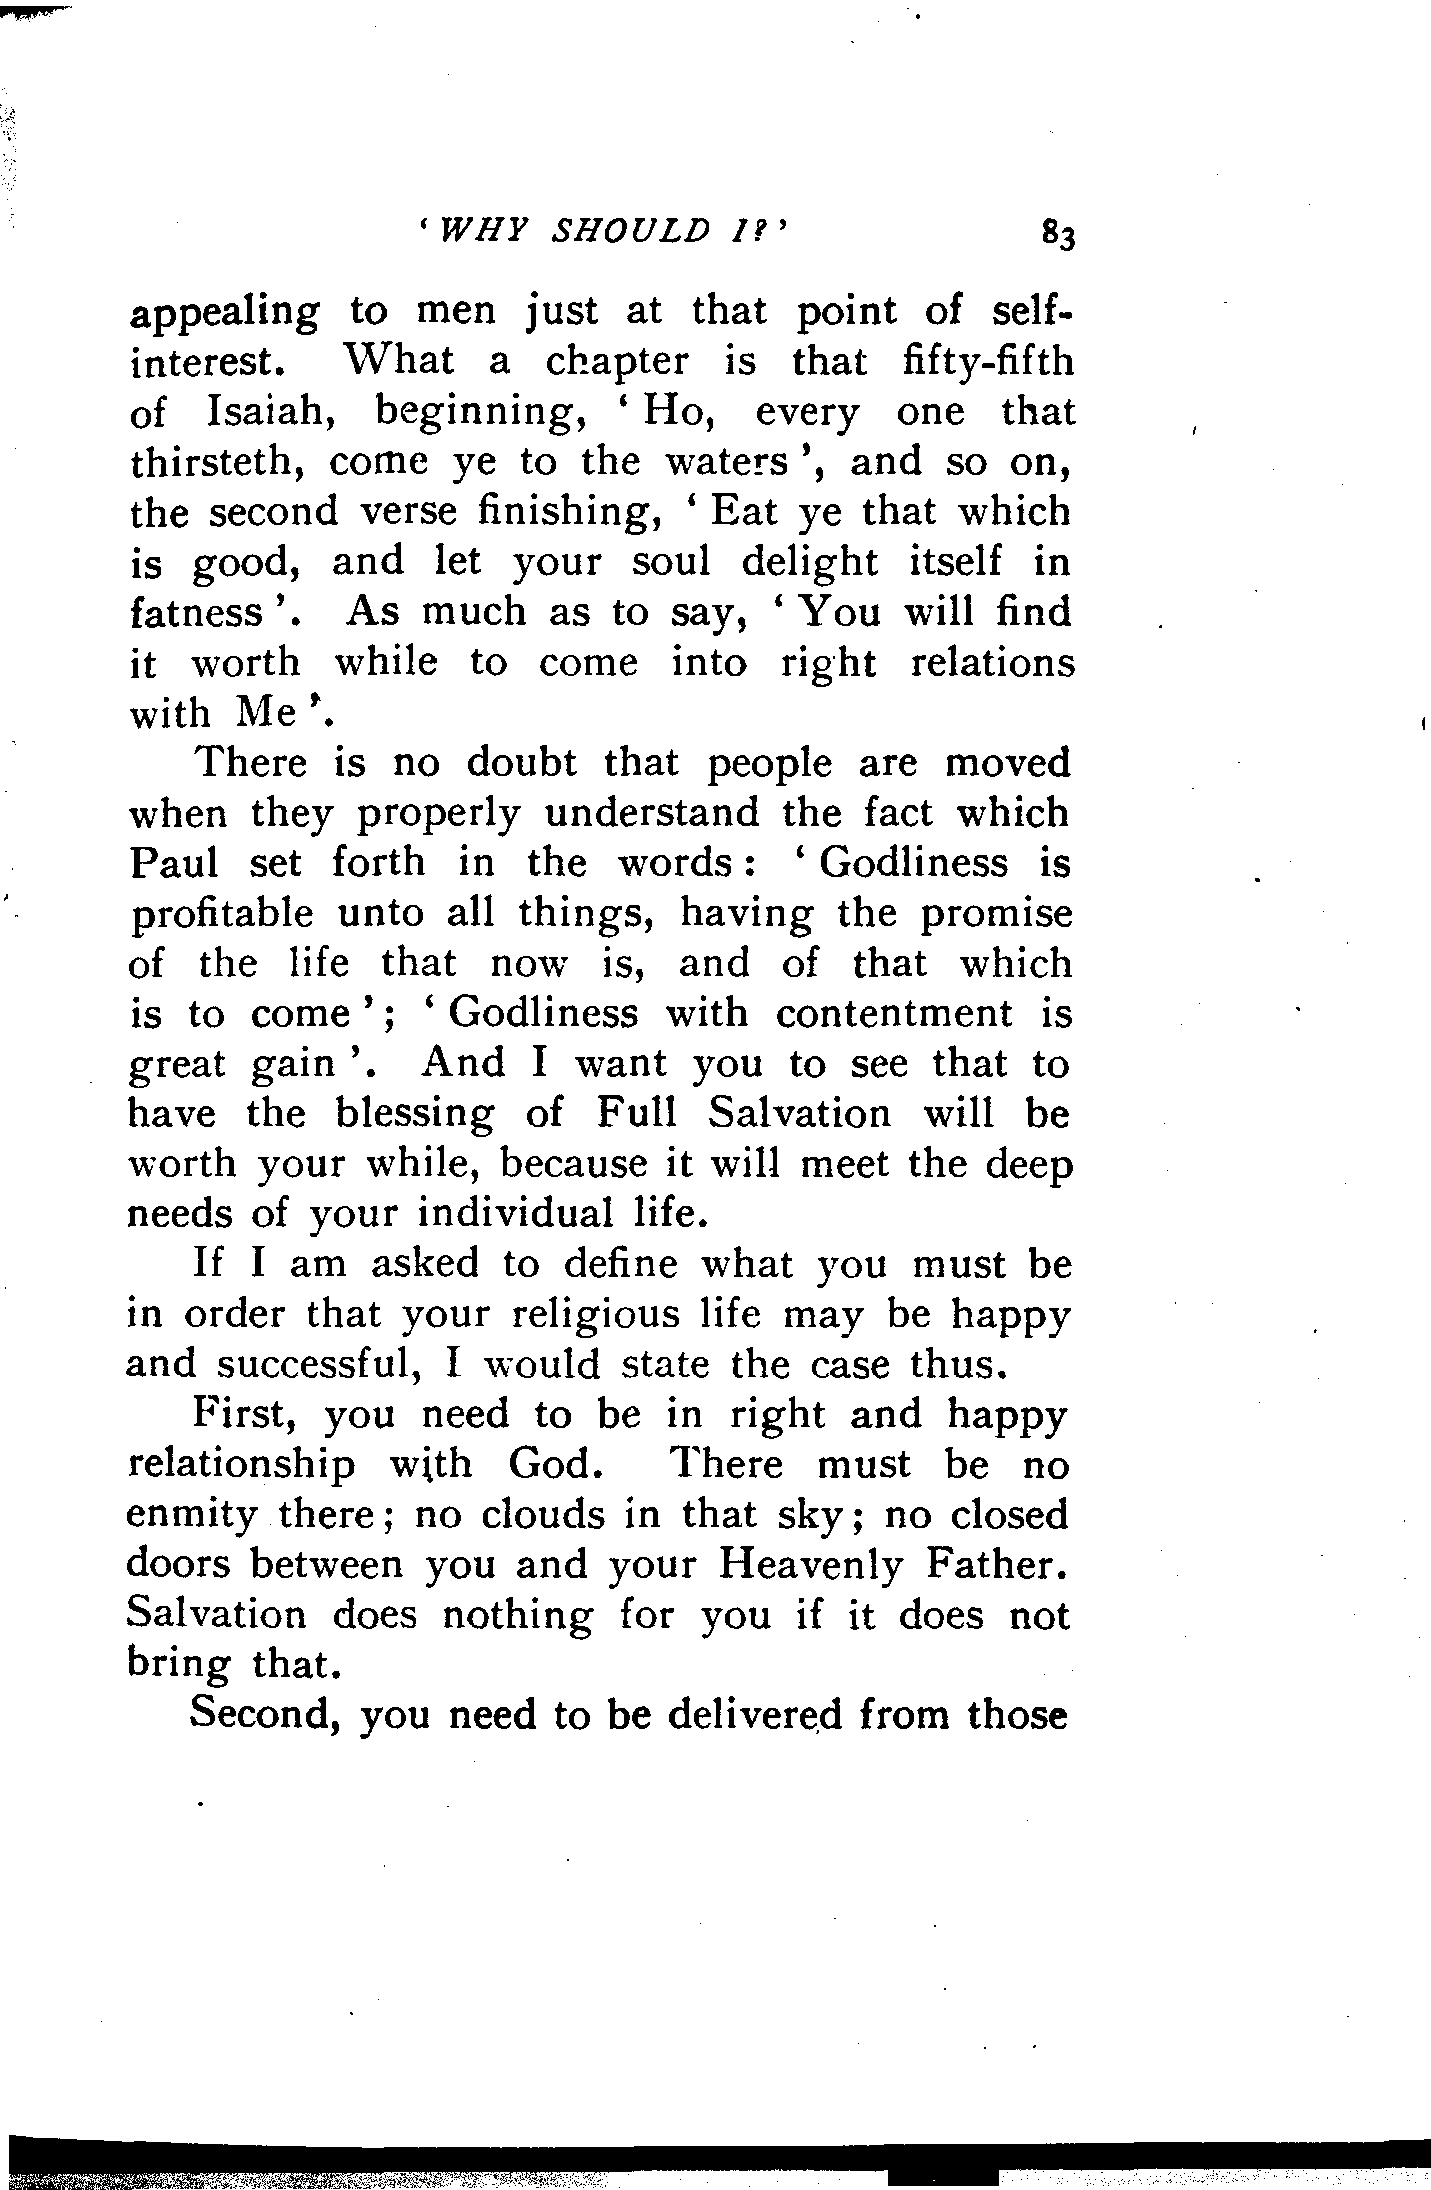 ‘ WHY SHOULD I? ’ 83
appealing to men just at that point of self-
interest. What a chapter is that fifty-fifth
of Isaiah, beginning, ‘ Ho, every one that
thirsteth, come ye to the waters ’, and so on,
the second verse finishing, ‘ Eat ye that which
is good, and let your soul delight itself in
fatness ’. As much as to say, ‘ You will find
it worth while to come into right relations
with Me ’.
There is no doubt that people are moved
when they properly understand the fact which
Paul set forth in the words : ‘ Godliness is
profitable unto all things, having the promise
of the life that now is, and of that which
is to come ’ ; ‘ Godliness with contentment is
great gain ’. And I want you to see that to
have the blessing of Full Salvation will be
worth your while, because it will meet the deep
needs of your individual life.
If I am asked to define what you must be
in order that your religious life may be happy
and successful, I would state the case thus.
First, you need to be in right and happy
relationship with God. There must be no
enmity there ; no clouds in that sky ; no closed
doors between you and your Heavenly Father.
Salvation does nothing for you if it does not
bring that.
Second, you need to be delivered from those